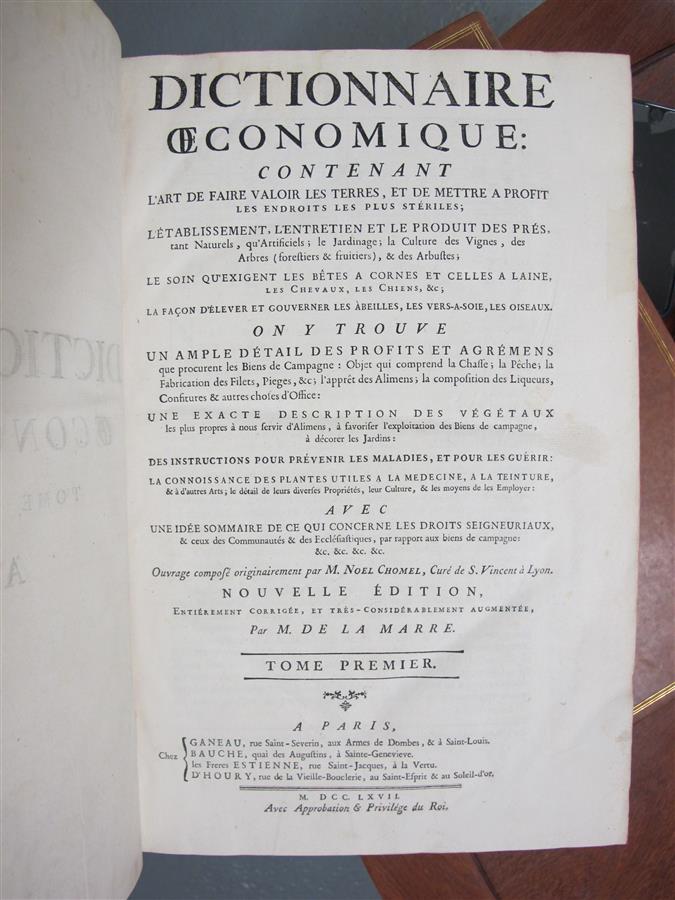 DICTIONNAIRE
ŒCONOMIQUE:
CONTENANT
L'ART DE FAIRE VALOIR LES TERRES, ET DE METTRE A PROFIT
LES ENDROITS LES PLUS STÉRILES;
L'ÉTABLISSEMENT, L'ENTRETIEN ET LE PRODUIT DES PRÉS,
tant Naturels, qu'Artificiels; le Jardinage; la Culture des Vignes, des
Arbres (forestiers & fruitiers), & des Arbustes;
LE SOIN QU'EXIGENT LES BÊTES A CORNES ET CELLES A LAINE,
LES CHEVAUX, LES CHIENS, &c;
LA FAÇON D'ÉLEVER ET GOUVERNER LES ÀBEILLES, LES VERS-A-SOIE, LES OISEAUX.
ON Y TROUVE
UN AMPLE DÉTAIL DES PROFITS ET AGRÉMENS
que procurent les Biens de Campagne: Objet qui comprend la Chasse; la Pêche; la
Fabrication des Filets, Pieges, &c; l'apprêt des Alimens; la composition des Liqueurs,
Confitures & autres choses d'Office:
UNE EXACTE DESCRIPTION DES VÉGÉTAUX
les plus propres à nous servir d'Alimens, à favoriser l'exploitation des Biens de campagne,
à décorer les Jardins:
DES INSTRUCTIONS POUR PRÉVENIR LES MALADIES, ET POUR LES GUÉRIR:
LA CONNOISSANCE DES PLANTES UTILES A LA MEDECINE, A LA TEINTURE,
& à d'autres Arts; le détail de leurs diverses Propriétés, leur Culture, & les moyens de les Employer:
AVEC
UNE IDÉE SOMMAIRE DE CE QUI CONCERNE LES DROITS SEIGNEURIAUX,
& ceux des Communautés & des Ecclésiastiques, par rapport aux biens de campagne:
&c. &c. &c. &c.
Ouvrage composé originairement par M. NOEL CHOMEL, Curé de S. Vincent à Lyon.
NOUVELLE ÉDITION,
ENTIÉREMENT CORRIGÉE, ET TRÈS-CONSIDÉRABLEMENT AUGMENTÉE,
Par M. DE LA MARRE.
TOME PREMIER.
A PARIS,
Chez GANEAU, rue Saint-Severin, aux Armes de Dombes, & à Saint-Louis.
BAUCHE, quai des Augustins, à Sainte-Genevieve.
les Freres ESTIENNE, rue Saint-Jacques, à la Vertu.
D'HOURY, rue de la Vieille-Bouclerie, au Saint-Esprit & au Soleil-d'or.
M. DCC. LXVII.
Avec Approbation & Privilége du Roi.